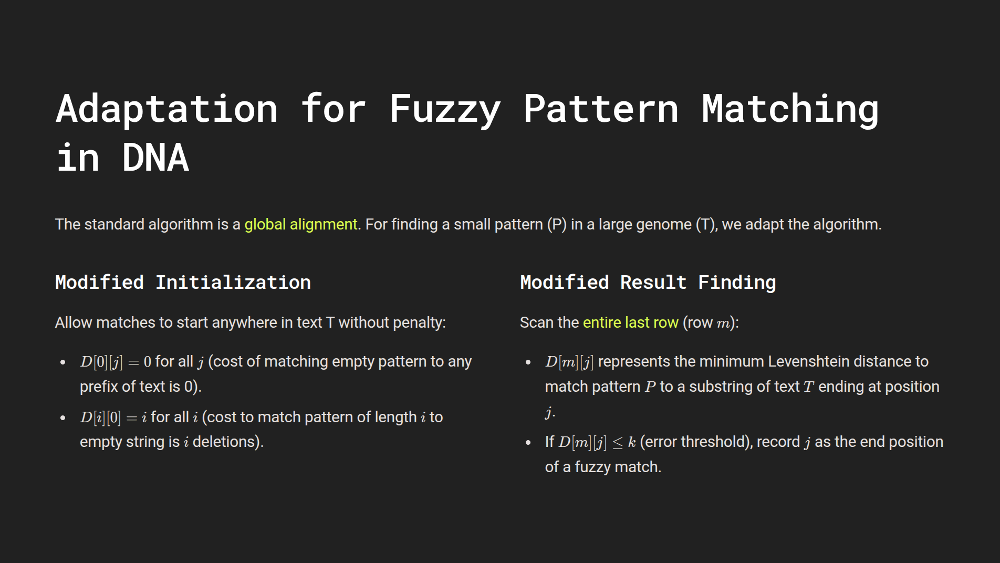 Adaptation for Fuzzy Pattern Matching
in DNA
The standard algorithm is a global alignment. For finding a small pattern (P) in a large genome (T), we adapt the algorithm.
Modified Initialization
Allow matches to start anywhere in text T without penalty:
• D[0][j] = 0 for all j (cost of matching empty pattern to any
prefix of text is 0).
• D[i][0] = i for all i (cost to match pattern of length i to
empty string is i deletions).
Modified Result Finding
Scan the entire last row (row m):
• D[m][j] represents the minimum Levenshtein distance to
match pattern P to a substring of text T ending at position
j.
• If D[m][j] ≤ k (error threshold), record j as the end position
of a fuzzy match.